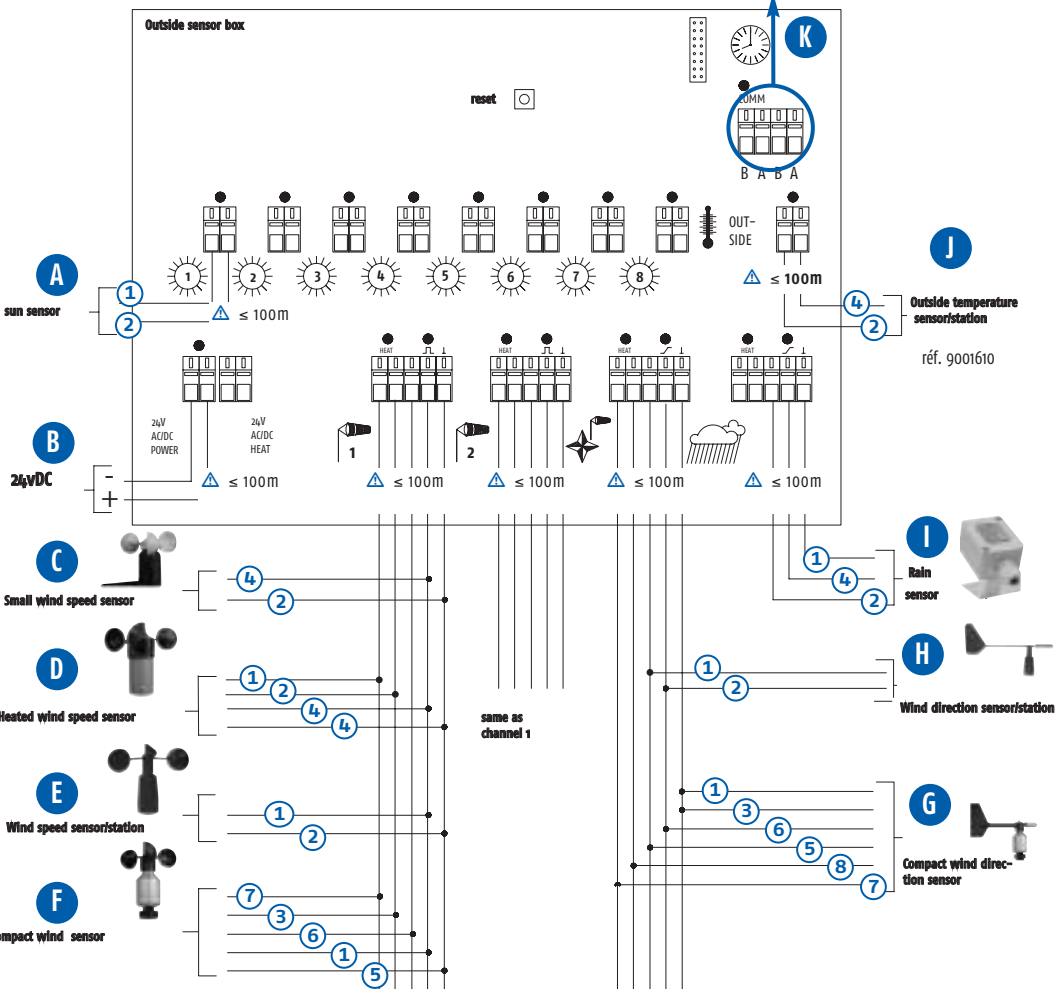 Outside sensor box
K
reset
COMM
B A B A
OUT-
SIDE
1 2 3 4 5 6 7 8
J
A
sun sensor
1
2
≤ 100m
≤ 100m
4
2
Outside temperature
sensor/station
réf. 9001610
HEAT
HEAT
HEAT
HEAT
B
24vDC
-
+
24V
AC/DC
POWER
24V
AC/DC
HEAT
1
2
≤ 100m
≤ 100m
≤ 100m
≤ 100m
≤ 100m
C
Small wind speed sensor
4
2
I
Rain
sensor
1
4
2
D
Heated wind speed sensor
1
2
4
4
H
Wind direction sensor/station
1
2
same as
channel 1
E
Wind speed sensor/station
1
2
G
Compact wind direc-
tion sensor
1
3
6
5
8
7
F
ompact wind sensor
7
3
6
1
5